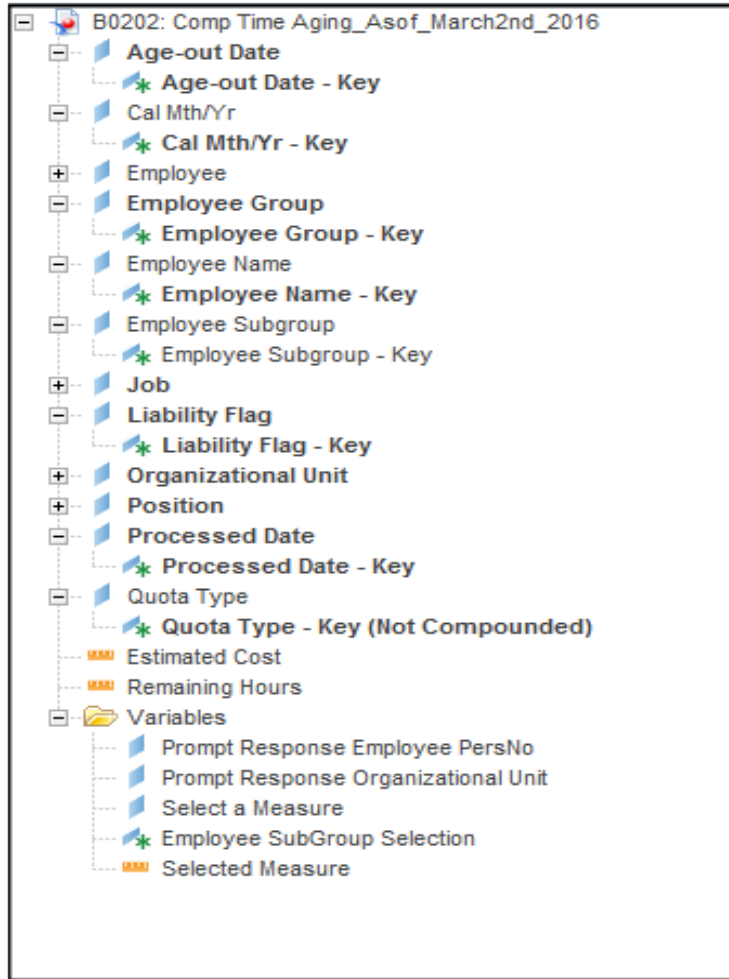 B0202: Comp Time Aging_Asof_March2nd_2016
Age-out Date
Age-out Date - Key
Cal Mth/Yr
Cal Mth/Yr - Key
Employee
Employee Group
Employee Group - Key
Employee Name
Employee Name - Key
Employee Subgroup
Employee Subgroup - Key
Job
Liability Flag
Liability Flag - Key
Organizational Unit
Position
Processed Date
Processed Date - Key
Quota Type
Quota Type - Key (Not Compounded)
Estimated Cost
Remaining Hours
Variables
Prompt Response Employee PersNo
Prompt Response Organizational Unit
Select a Measure
Employee SubGroup Selection
Selected Measure